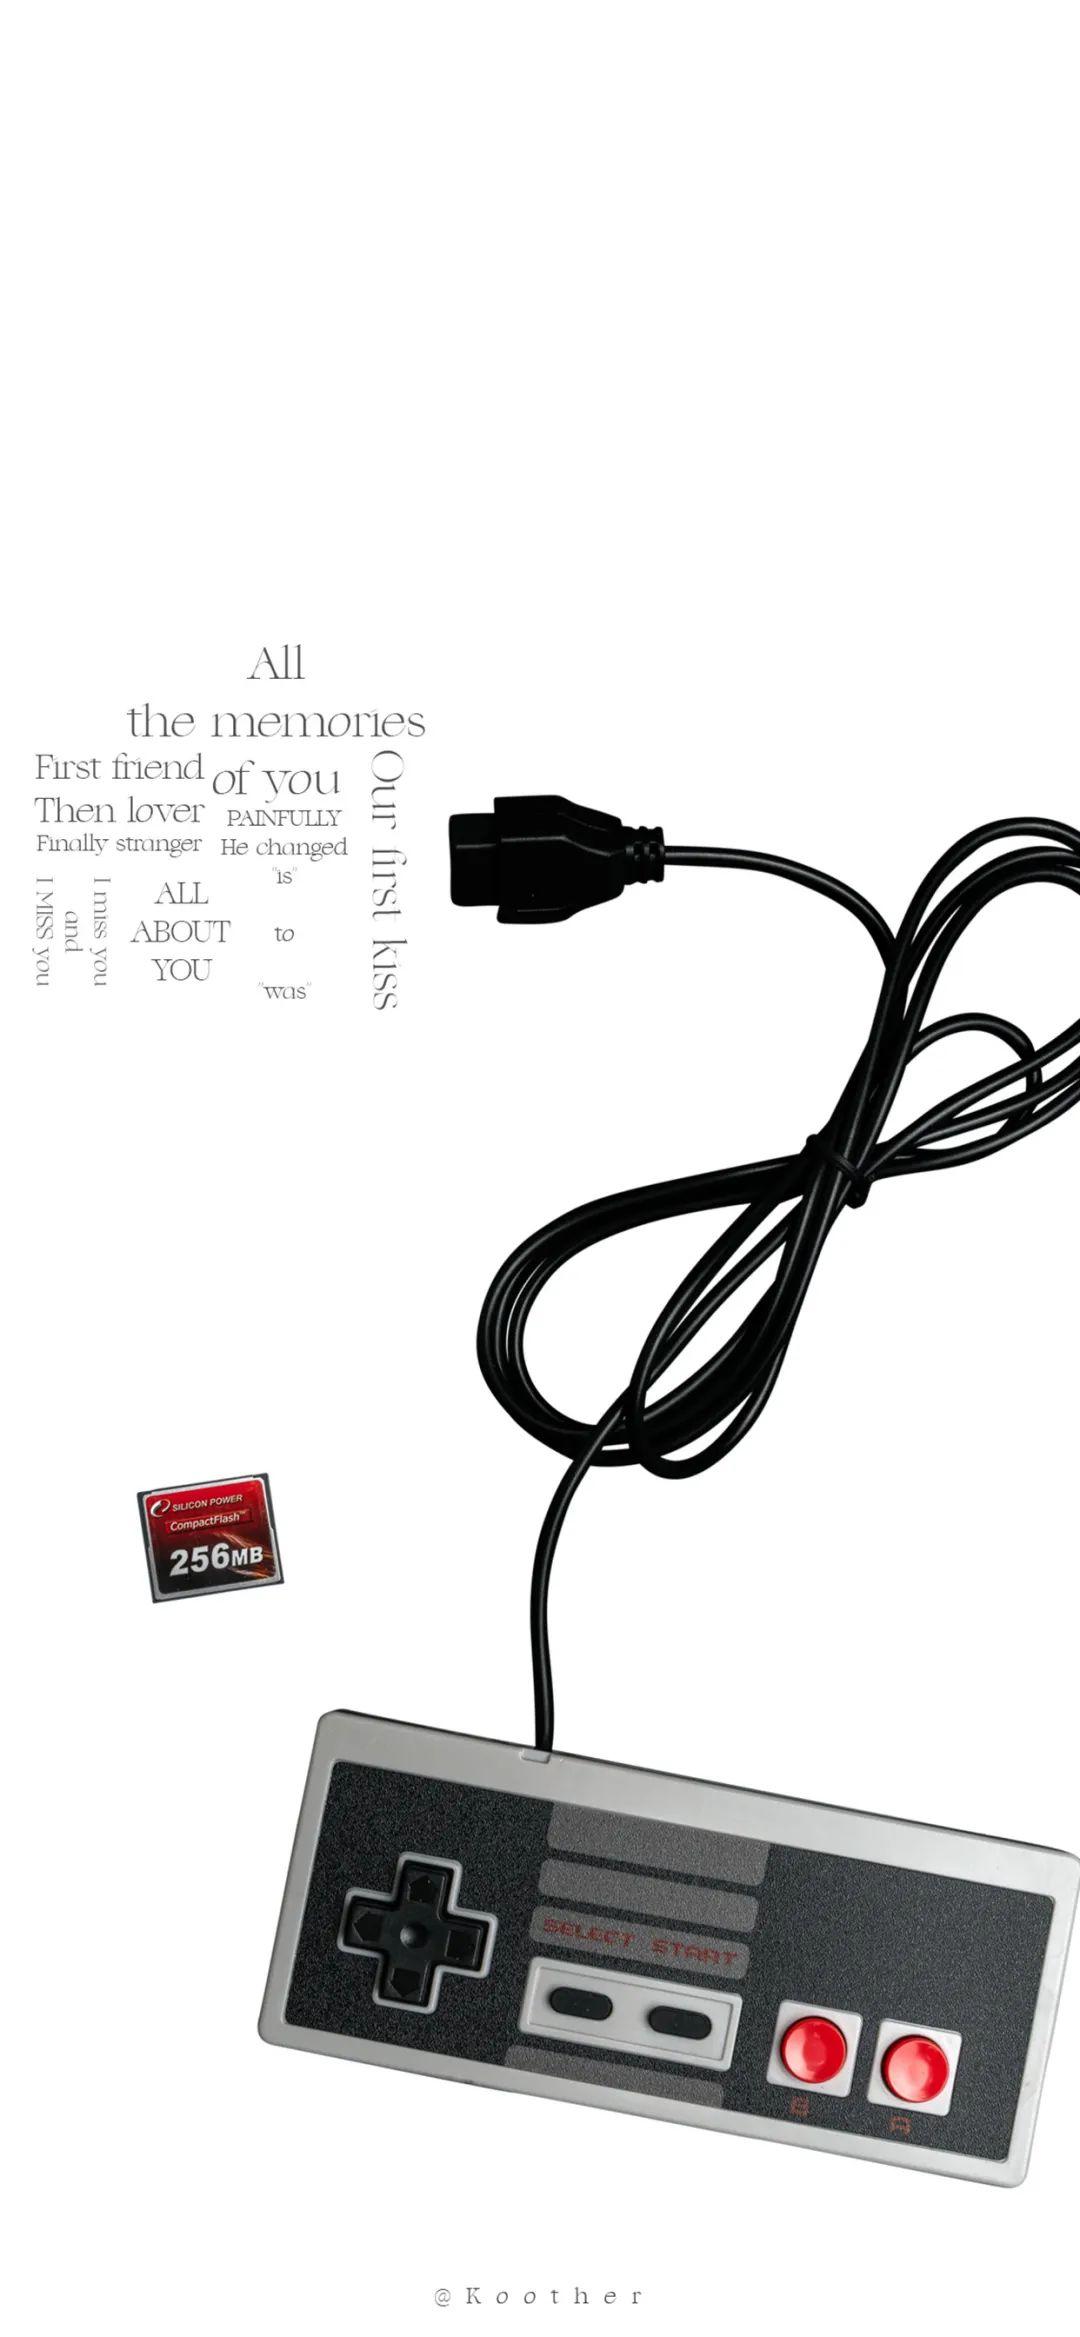 All
the memories
of you
First friend
Then lover
Finally stranger
PAINFULLY
He changed
"is"
to
"was"
Our first kiss
I MISS you
and
I miss you
ALL
ABOUT
YOU
SILICON POWER
CompactFlash™
256MB
SELECT START
B
A
@Koother